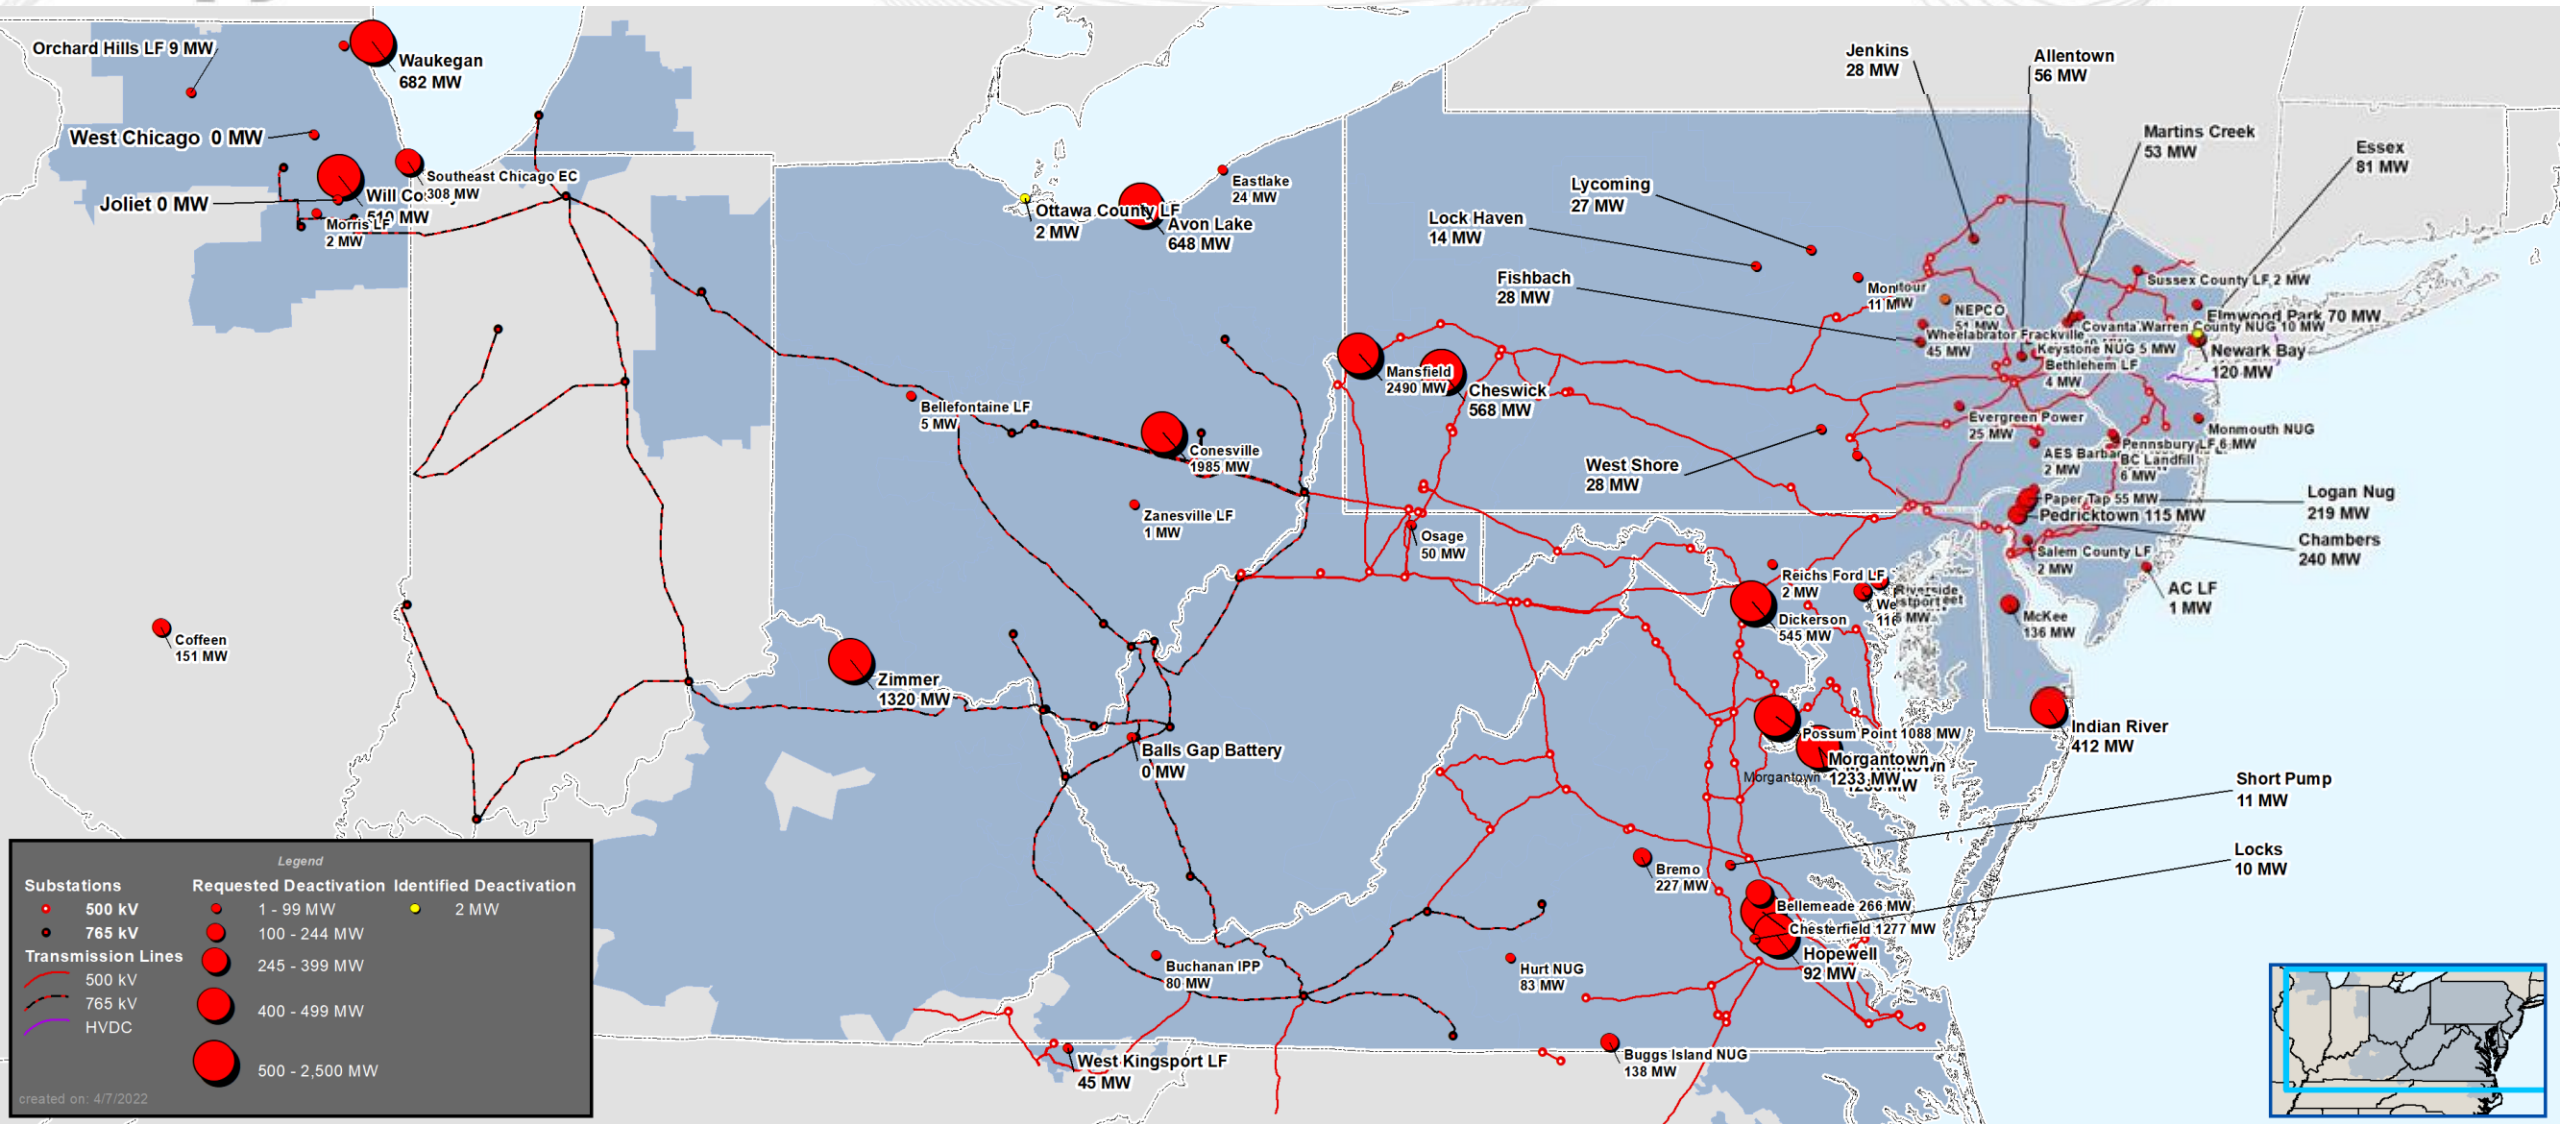 Orchard Hills LF 9 MW
Waukegan
682 MW
West Chicago 0 MW
Southeast Chicago EC
308 MW
Joliet 0 MW
510 MW
Morris LF
2 MW
Ottawa County LF
2 MW
Eastlake
24 MW
Avon Lake
648 MW
Jenkins
28 MW
Allentown
56 MW
Martins Creek
53 MW
Essex
81 MW
Lycoming
27 MW
Lock Haven
14 MW
Fishbach
28 MW
Montour
11 MW
NEPCO
51 MW
Sussex County LF 2 MW
Elmwood Park 70 MW
Covanta Warren County NUG 10 MW
Wheelabrator Frackville
45 MW
Keystone NUG 5 MW
Newark Bay
120 MW
Bethlehem LF
4 MW
Mansfield
2490 MW
Cheswick
568 MW
Bellefontaine LF
5 MW
Conesville
1985 MW
Zanesville LF
1 MW
Evergreen Power
25 MW
Monmouth NUG
Pennsbury LF 6 MW
AES
2 MW
BC Landfill
6 MW
West Shore
28 MW
Paper Tap 55 MW
Pedricktown 115 MW
Logan Nug
219 MW
Chambers
240 MW
Osage
50 MW
Salem County LF
2 MW
AC LF
1 MW
Reichs Ford LF
2 MW
Riverside
McKee
136 MW
Dickerson
545 MW
Coffeen
151 MW
Zimmer
1320 MW
Indian River
412 MW
Possum Point 1088 MW
Morgantown
Morgantown
1233 MW
Balls Gap Battery
0 MW
Short Pump
11 MW
Locks
10 MW
Bremo
227 MW
Bellemeade 266 MW
Chesterfield 1277 MW
Hopewell
92 MW
Buchanan IPP
80 MW
Hurt NUG
83 MW
West Kingsport LF
45 MW
Buggs Island NUG
138 MW
Legend
Substations
500 kV
765 kV
Transmission Lines
500 kV
765 kV
HVDC
Requested Deactivation
1 - 99 MW
100 - 244 MW
245 - 399 MW
400 - 499 MW
500 - 2,500 MW
Identified Deactivation
2 MW
created on: 4/7/2022